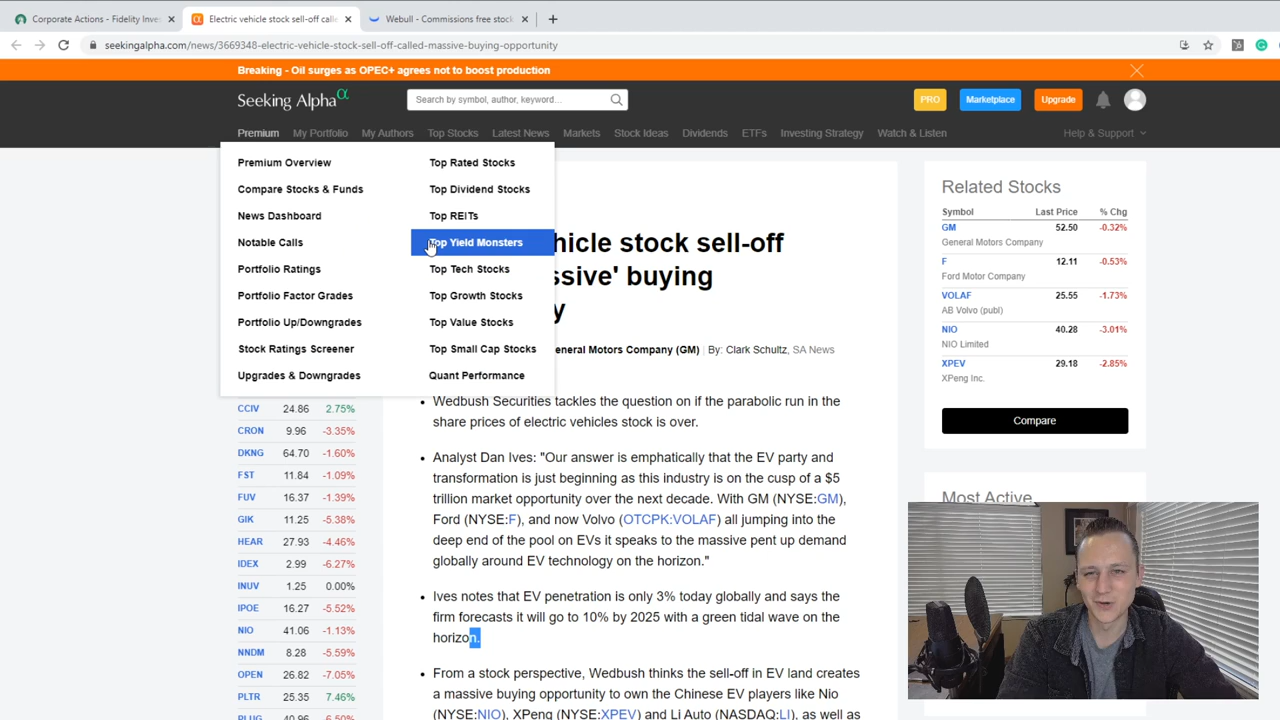 Corporate Actions - Fidelity Inves
Electric vehicle stock sell-off calle
Webull - Commissions free stock
seekingalpha.com/news/3669348-electric-vehicle-stock-sell-off-called-massive-buying-opportunity
Breaking - Oil surges as OPEC+ agrees not to boost production
Seeking Alpha α
Search by symbol, author, keyword...
PRO
Marketplace
Upgrade
Premium My Portfolio My Authors Top Stocks Latest News Markets Stock Ideas Dividends ETFs Investing Strategy Watch & Listen Help & Support
Premium Overview
Compare Stocks & Funds
News Dashboard
Notable Calls
Portfolio Ratings
Portfolio Factor Grades
Portfolio Up/Downgrades
Stock Ratings Screener
Upgrades & Downgrades
Top Rated Stocks
Top Dividend Stocks
Top REITs
Top Yield Monsters
Top Tech Stocks
Top Growth Stocks
Top Value Stocks
Top Small Cap Stocks
Quant Performance
CCIV 24.86 2.75%
CRON 9.96 -3.35%
DKNG 64.70 -1.60%
FST 11.84 -1.09%
FUV 16.37 -1.39%
GIK 11.25 -5.38%
HEAR 27.93 -4.46%
IDEX 2.99 -6.27%
INUV 1.25 0.00%
IPOE 16.27 -5.52%
NIO 41.06 -1.13%
NNDM 8.28 -5.59%
OPEN 26.82 -7.05%
PLTR 25.35 7.46%
PLUG 40.96 -6.50%
hicle stock sell-off
ssive' buying
y
eneral Motors Company (GM) | By: Clark Schultz, SA News
• Wedbush Securities tackles the question on if the parabolic run in the
share prices of electric vehicles stock is over.
• Analyst Dan Ives: "Our answer is emphatically that the EV party and
transformation is just beginning as this industry is on the cusp of a $5
trillion market opportunity over the next decade. With GM (NYSE:GM),
Ford (NYSE:F), and now Volvo (OTCPK:VOLAF) all jumping into the
deep end of the pool on EVs it speaks to the massive pent up demand
globally around EV technology on the horizon."
• Ives notes that EV penetration is only 3% today globally and says the
firm forecasts it will go to 10% by 2025 with a green tidal wave on the
horizon.
• From a stock perspective, Wedbush thinks the sell-off in EV land creates
a massive buying opportunity to own the Chinese EV players like Nio
(NYSE:NIO), XPeng (NYSE:XPEV) and Li Auto (NASDAQ:LI), as well as
Related Stocks
Symbol Last Price % Chg
GM 52.50 -0.32%
General Motors Company
F 12.11 -0.53%
Ford Motor Company
VOLAF 25.55 -1.73%
AB Volvo (publ)
NIO 40.28 -3.01%
NIO Limited
XPEV 29.18 -2.85%
XPeng Inc.
Compare
Most Active